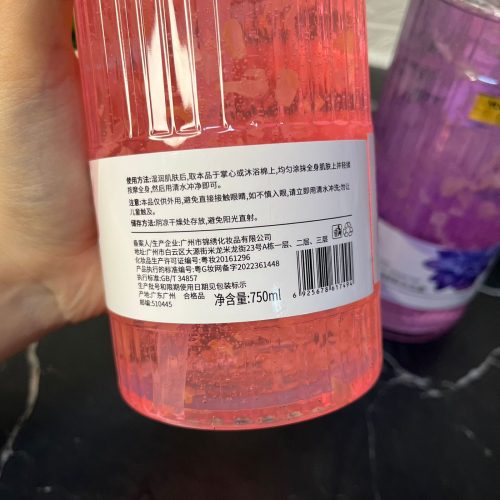 使用方法:湿润肌肤后,取本品于掌心或沐浴棉上,均匀涂抹全身肌肤上并轻揉
按摩全身,然后用清水冲净即可。
注意:本品仅供外用,避免直接接触眼睛,如不慎入眼,请立即用清水冲洗;勿让
儿童触及。
储存方法:阴凉干燥处存放,避免阳光直射。
备案人/生产企业:广州市锦绣化妆品有限公司
地址:广州市白云区大源街米龙米龙街23号A栋一层、二层、三层
化妆品生产许可证编号:粤妆20161296
产品执行的标准编号:粤G妆网备字2022361448
执行标准:GB/T 34857
生产批号和限期使用日期见包装标示
产地:广东广州 合格品
邮编:510445
净含量:750ml
6925678617494